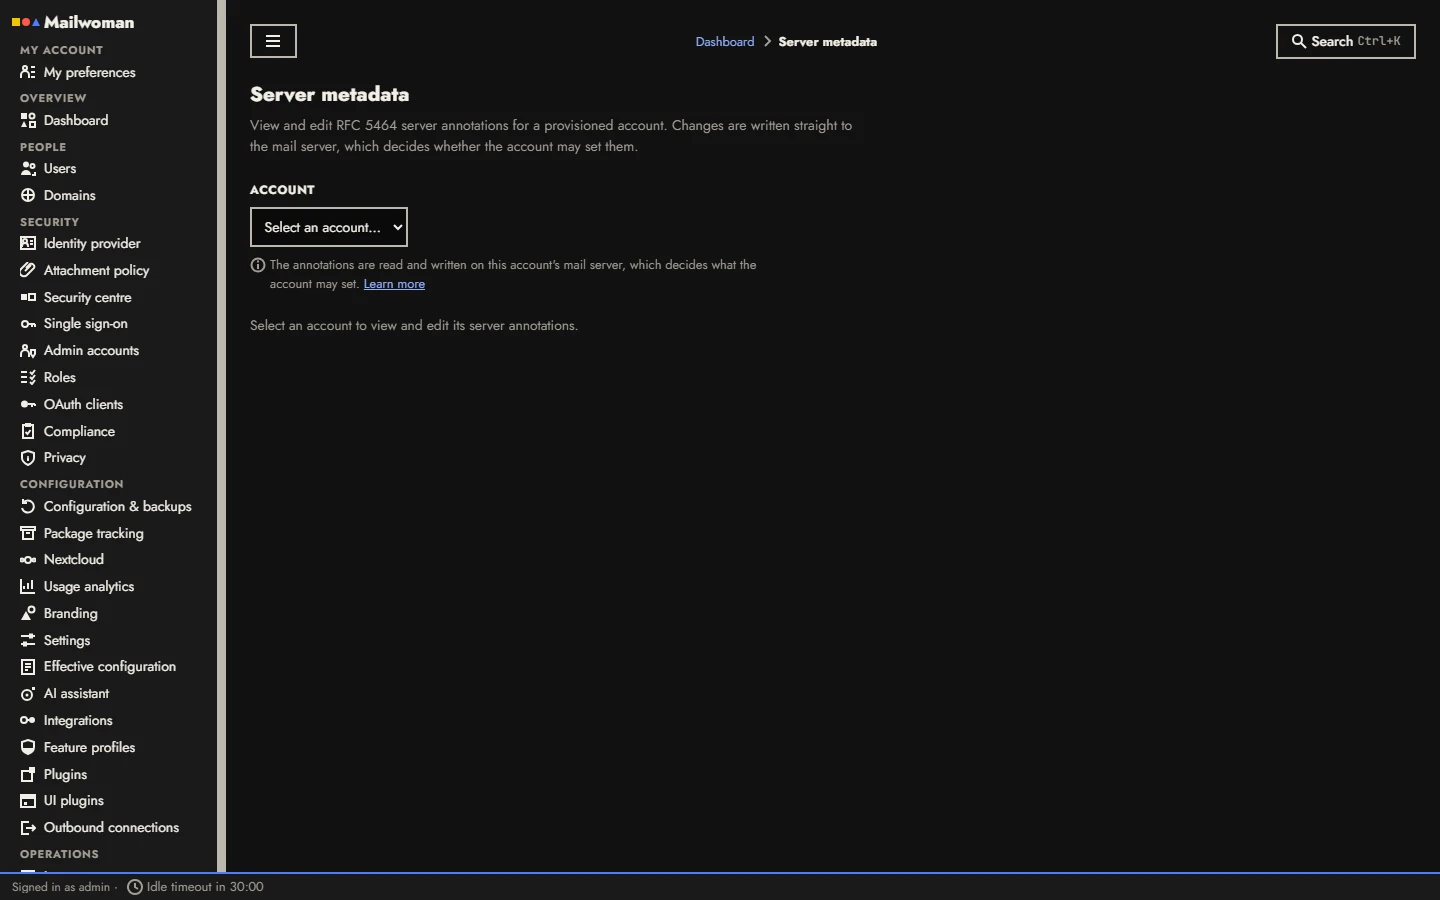 Mailwoman
MY ACCOUNT
My preferences
OVERVIEW
Dashboard
PEOPLE
Users
Domains
SECURITY
Identity provider
Attachment policy
Security centre
Single sign-on
Admin accounts
Roles
OAuth clients
Compliance
Privacy
CONFIGURATION
Configuration & backups
Package tracking
Nextcloud
Usage analytics
Branding
Settings
Effective configuration
AI assistant
Integrations
Feature profiles
Plugins
UI plugins
Outbound connections
OPERATIONS
Dashboard Server metadata
Search Ctrl+K
Server metadata
View and edit RFC 5464 server annotations for a provisioned account. Changes are written straight to
the mail server, which decides whether the account may set them.
ACCOUNT
Select an account...
The annotations are read and written on this account's mail server, which decides what the
account may set. Learn more
Select an account to view and edit its server annotations.
Signed in as admin · Idle timeout in 30:00